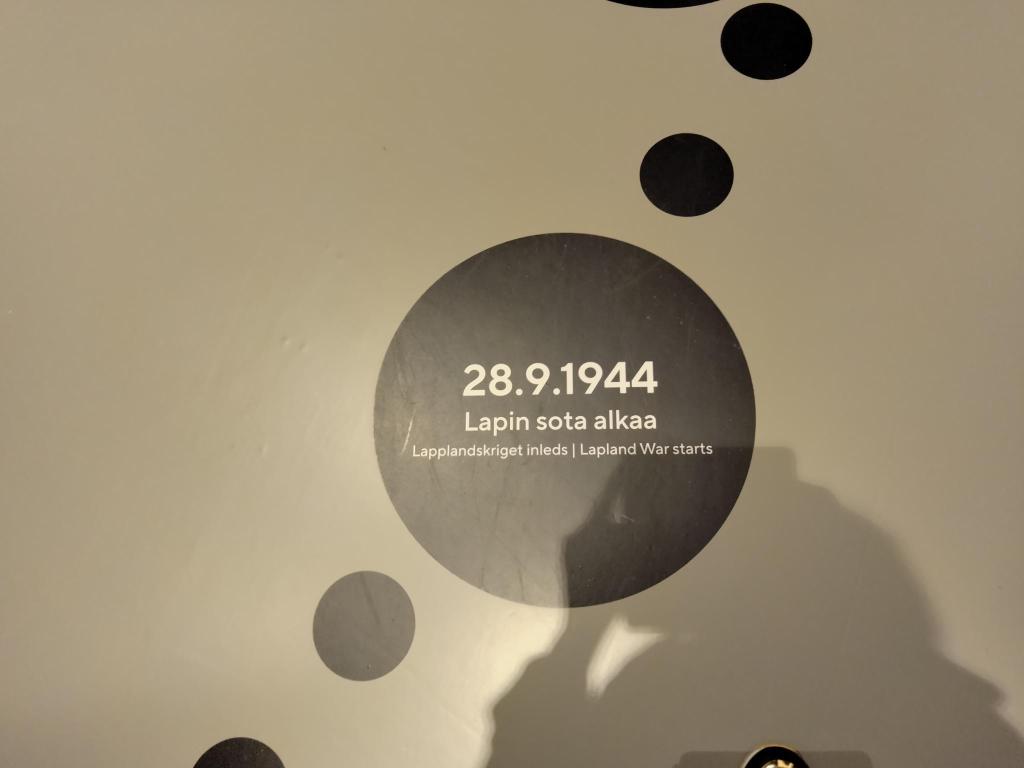 28.9.1944
Lapin sota alkaa
Lapplandskriget inleds | Lapland War starts